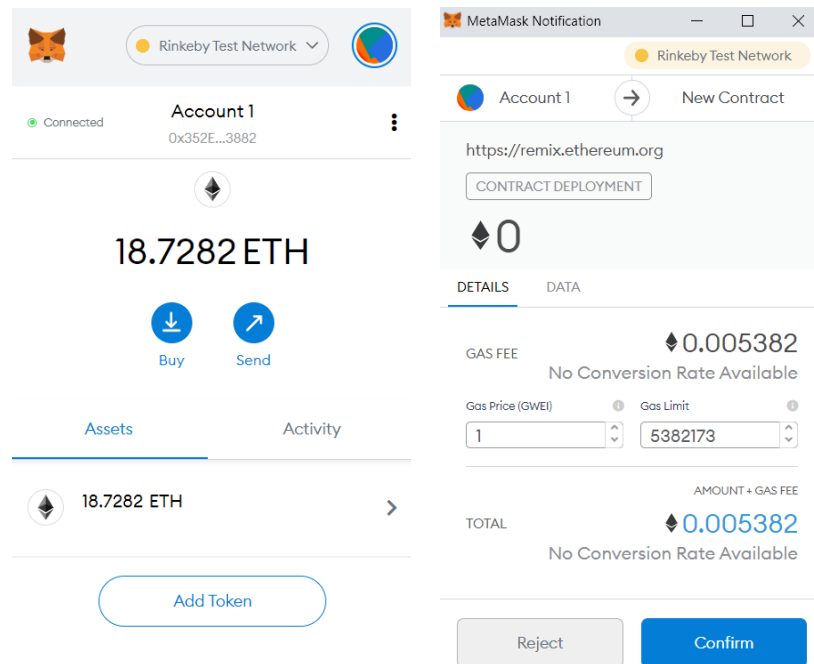 Rinkeby Test Network
Connected
Account 1
0x352E...3882
18.7282 ETH
Buy
Send
Assets
Activity
18.7282 ETH
Add Token
MetaMask Notification
Rinkeby Test Network
Account 1
New Contract
https://remix.ethereum.org
CONTRACT DEPLOYMENT
0
DETAILS
DATA
GAS FEE
0.005382
No Conversion Rate Available
Gas Price (GWEI)
Gas Limit
1
5382173
AMOUNT + GAS FEE
TOTAL
0.005382
No Conversion Rate Available
Reject
Confirm